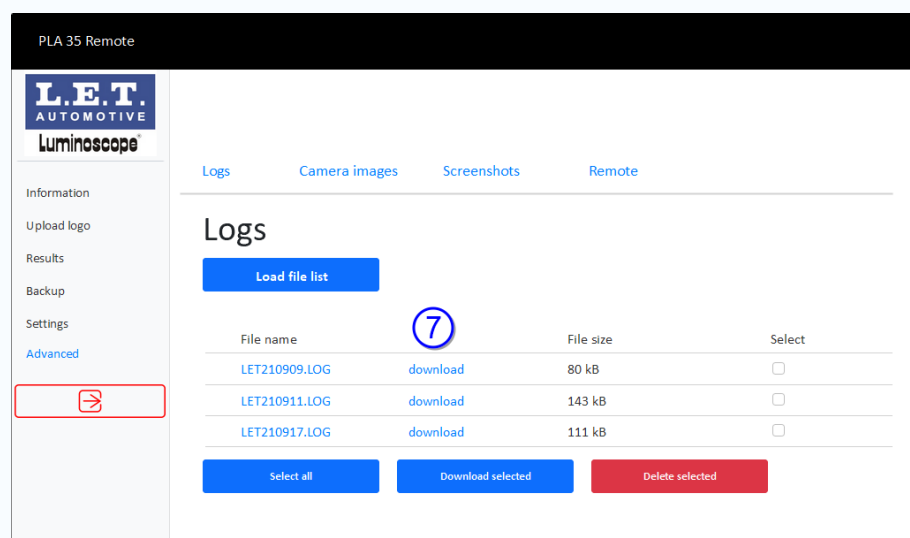 PLA 35 Remote
L.E.T.
AUTOMOTIVE
Luminoscope®
Information
Upload logo
Results
Backup
Settings
Advanced
Logs Camera images Screenshots Remote
Logs
Load file list
7
File name File size Select
LET210909.LOG download 80 kB
LET210911.LOG download 143 kB
LET210917.LOG download 111 kB
Select all Download selected Delete selected